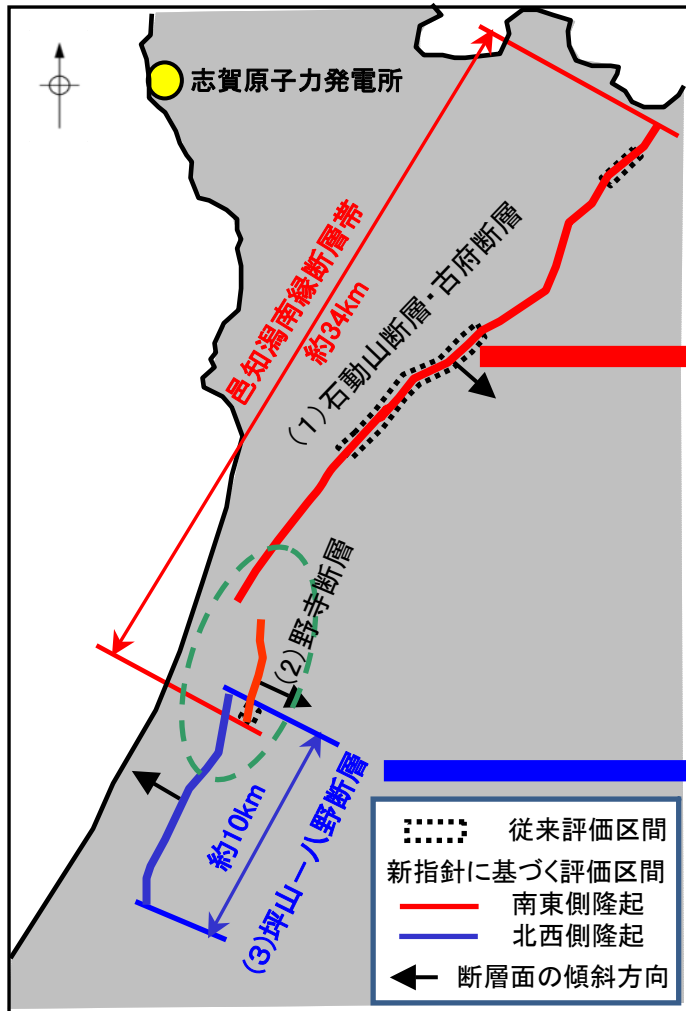 志賀原子力発電所
邑知潟南縁断層帯
約34km
(1)石動山断層・古府断層
(2)野寺断層
約10km
(3)坪山－八野断層
従来評価区間
新指針に基づく評価区間
南東側隆起
北西側隆起
断層面の傾斜方向